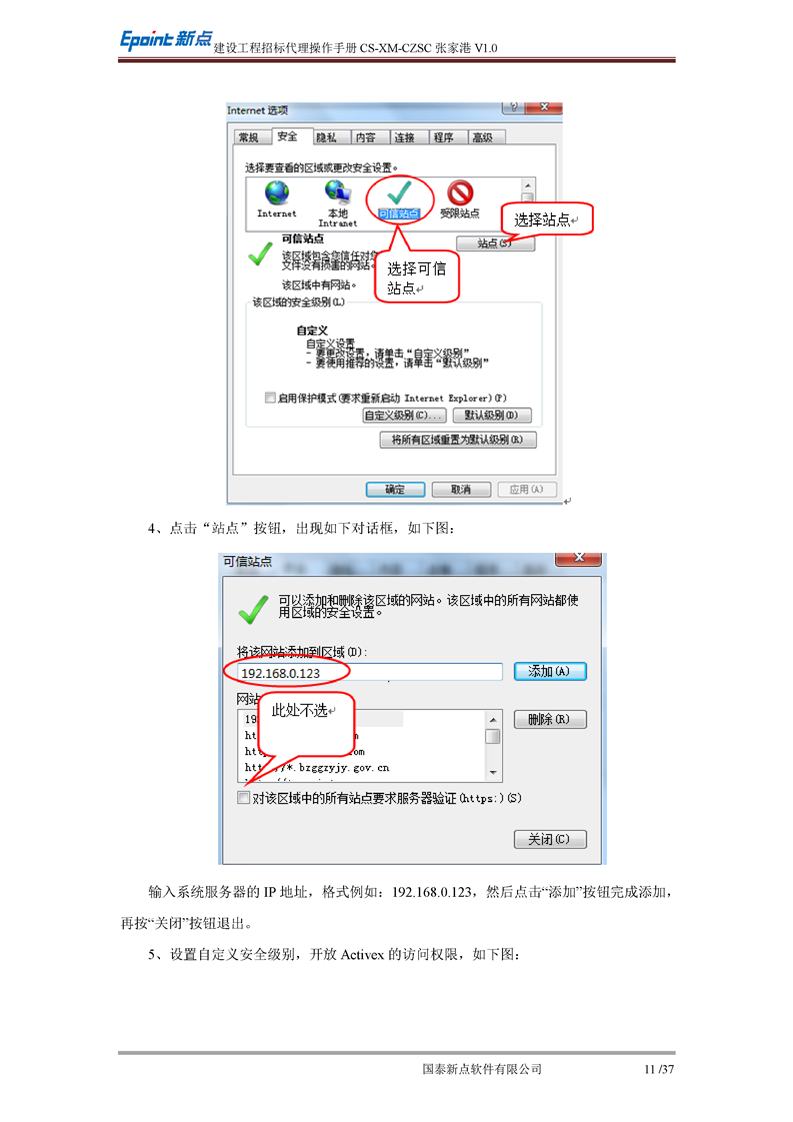 Epoint 新点 建设工程招标代理操作手册 CS-XM-CZSC 张家港 V1.0
Internet 选项
常规 安全 隐私 内容 连接 程序 高级
选择要查看的区域或更改安全设置。
Internet 本地 Intranet 可信站点 受限站点
选择站点
可信站点
站点(S)
该区域包含您信任对您
文件没有损害的网站。
选择可信
站点
该区域中有网站。
该区域的安全级别(L)
自定义
自定义设置
- 要更改设置，请单击“自定义级别”
- 要使用推荐的设置，请单击“默认级别”
启用保护模式(要求重新启动 Internet Explorer)(P)
自定义级别(C)... 默认级别(D)
将所有区域重置为默认级别(R)
确定 取消 应用(A)
4、点击“站点”按钮，出现如下对话框，如下图：
可信站点
可以添加和删除该区域的网站。该区域中的所有网站都使
用区域的安全设置。
将该网站添加到区域(D):
192.168.0.123 添加(A)
网站
此处不选
删除(R)
*.bzggzyjy.gov.cn
对该区域中的所有站点要求服务器验证(https:)(S)
关闭(C)
输入系统服务器的 IP 地址，格式例如：192.168.0.123，然后点击“添加”按钮完成添加，
再按“关闭”按钮退出。
5、设置自定义安全级别，开放 Activex 的访问权限，如下图：
国泰新点软件有限公司 11 /37